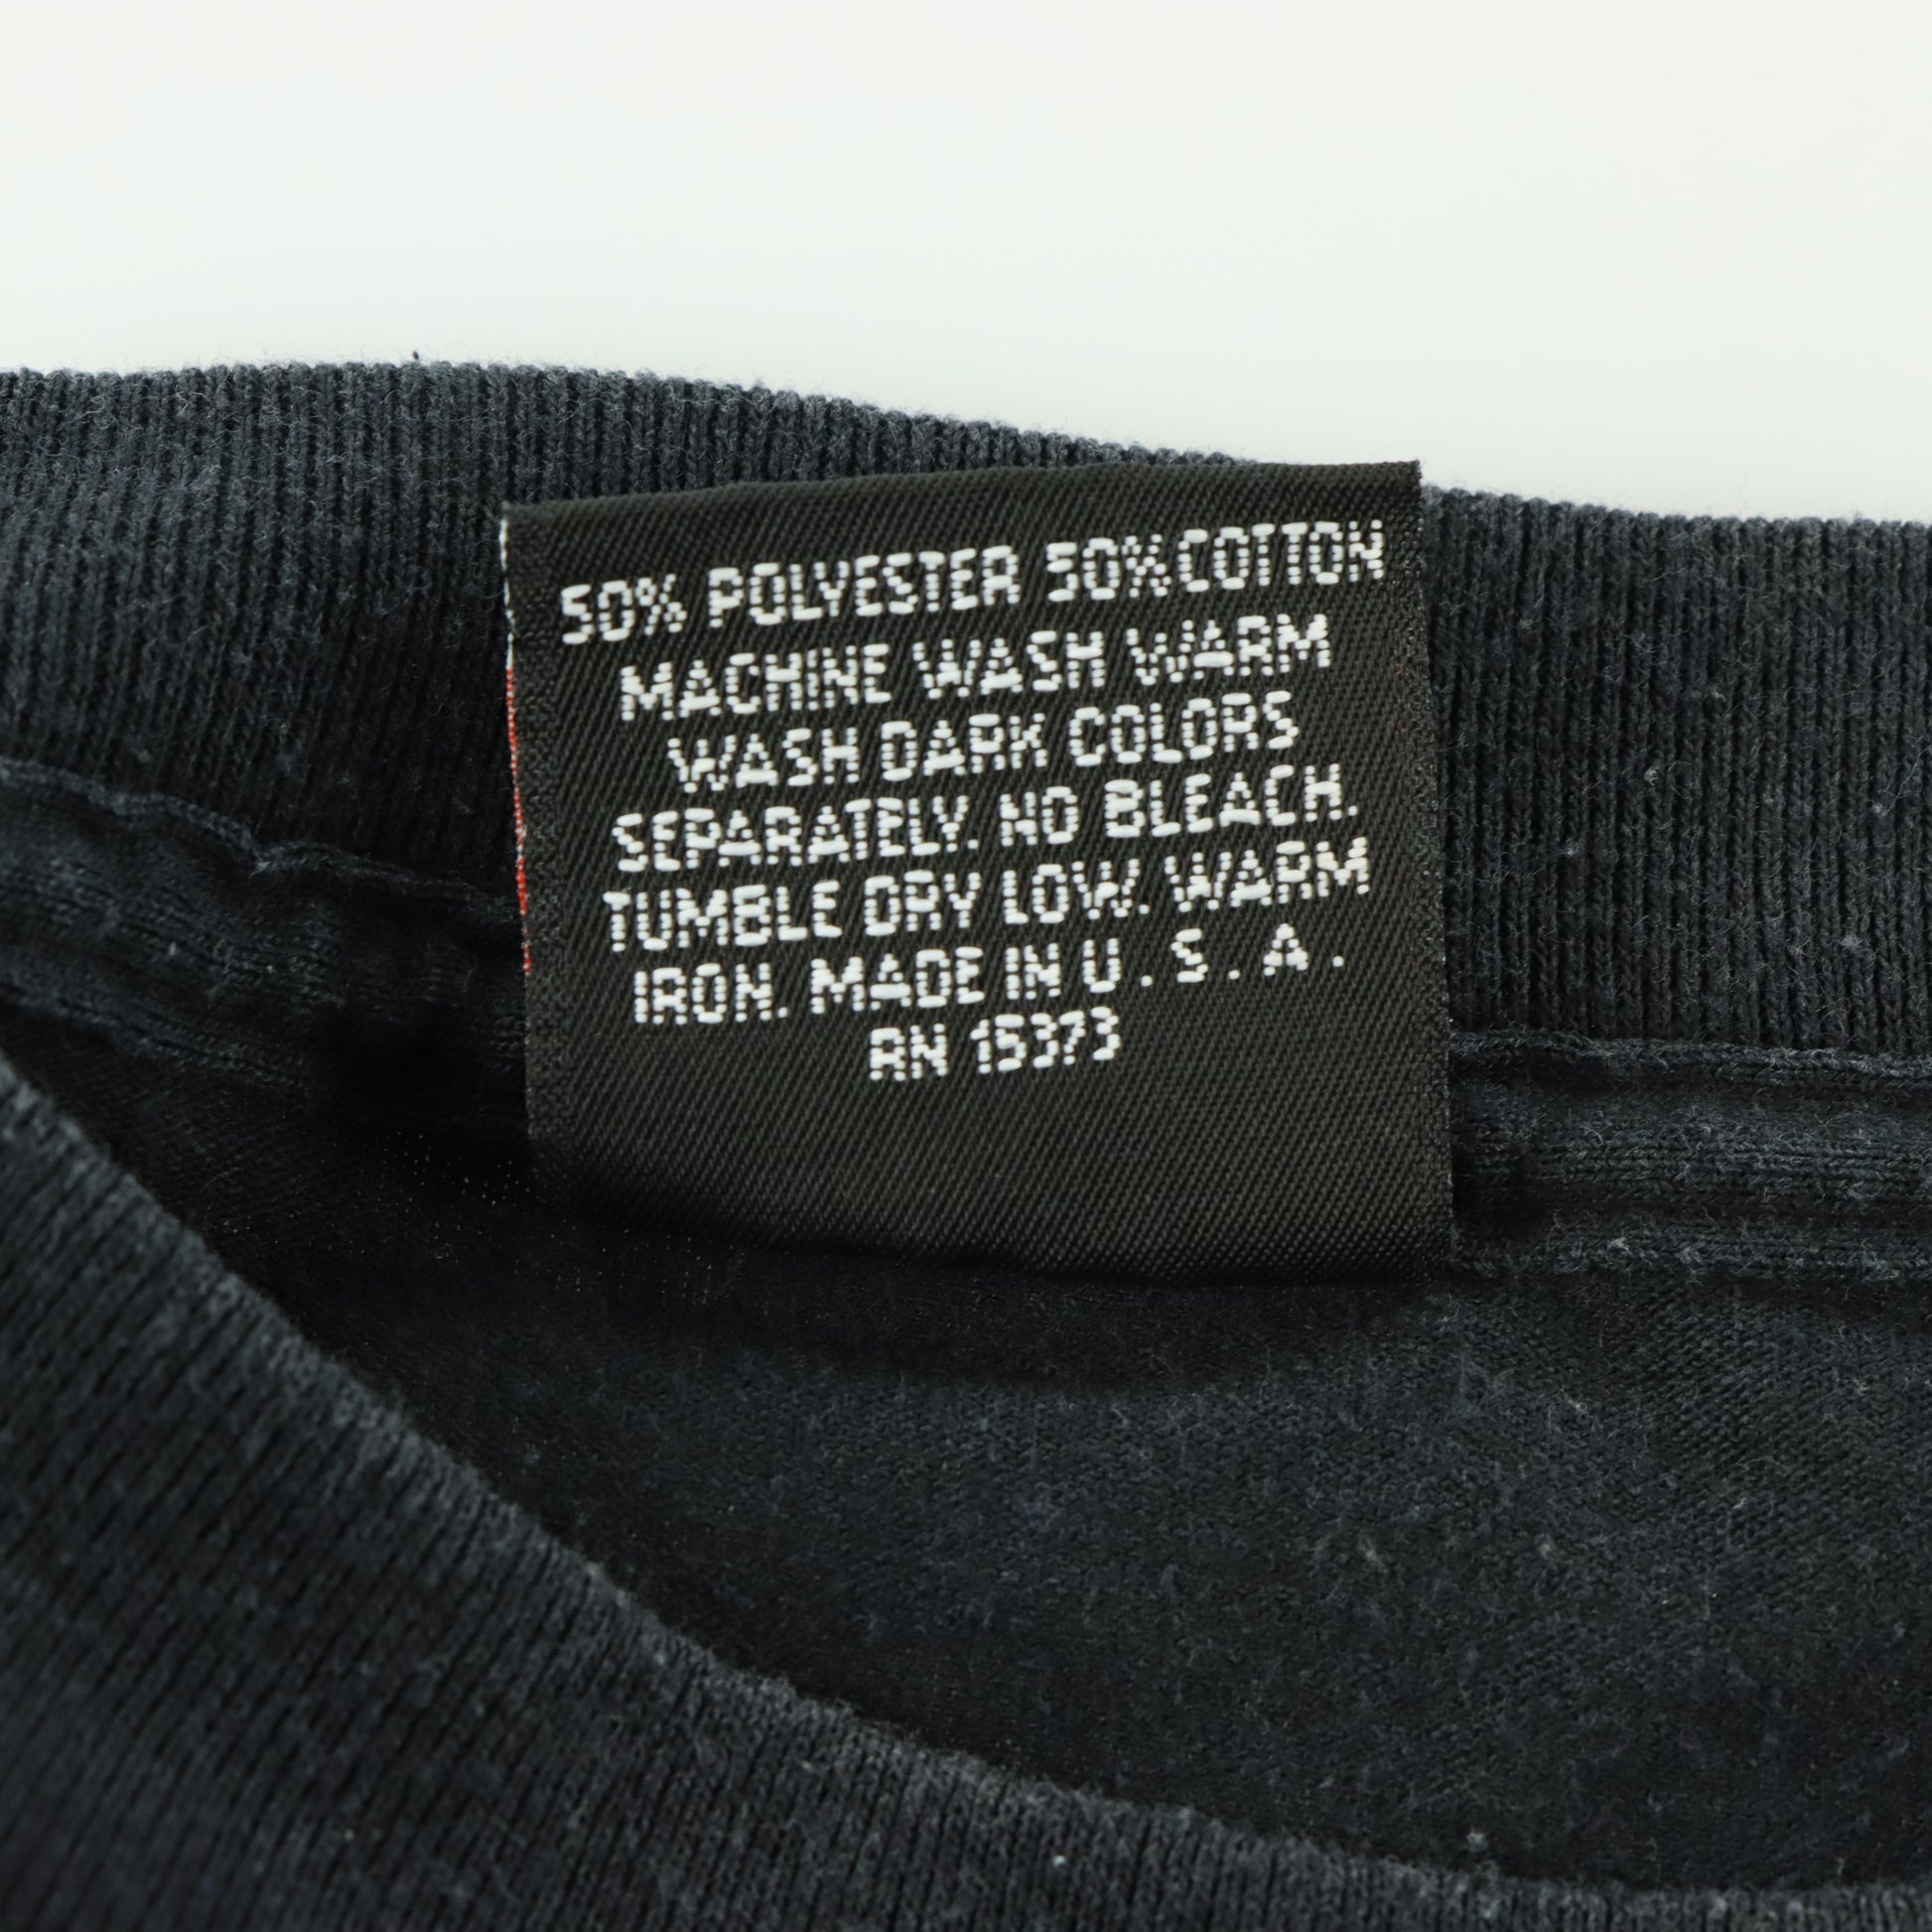 50% POLYESTER 50% COTTON
MACHINE WASH WARM
WASH DARK COLORS
SEPARATELY. NO BLEACH.
TUMBLE DRY LOW. WARM
IRON. MADE IN U.S.A.
RN 15373